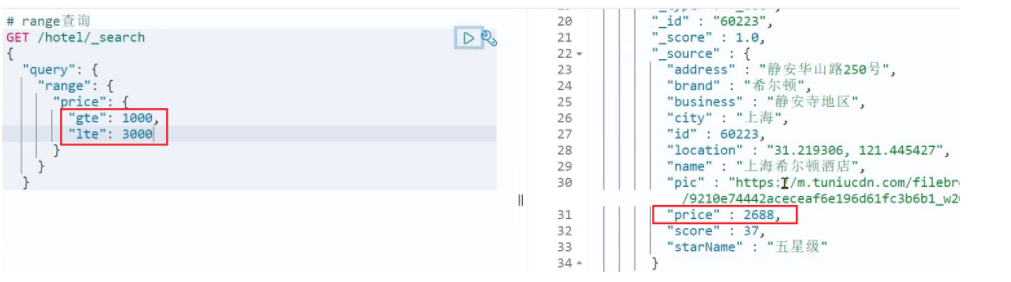 # range查询
GET /hotel/_search
{
"query": {
"range": {
"price": {
"gte": 1000,
"lte": 3000
}
}
}
20 "_id" : "60223",
21 "_score" : 1.0,
22 "_source" : {
23 "address" : "静安华山路250号",
24 "brand" : "希尔顿",
25 "business" : "静安寺地区",
26 "city" : "上海",
27 "id" : 60223,
28 "location" : "31.219306, 121.445427",
29 "name" : "上海希尔顿酒店",
30 "pic" : "https://m.tuniucdn.com/filebr
/9210e74442aceceaf6e196d61fc3b6b1_w2
31 "price" : 2688,
32 "score" : 37,
33 "starName" : "五星级"
34 }